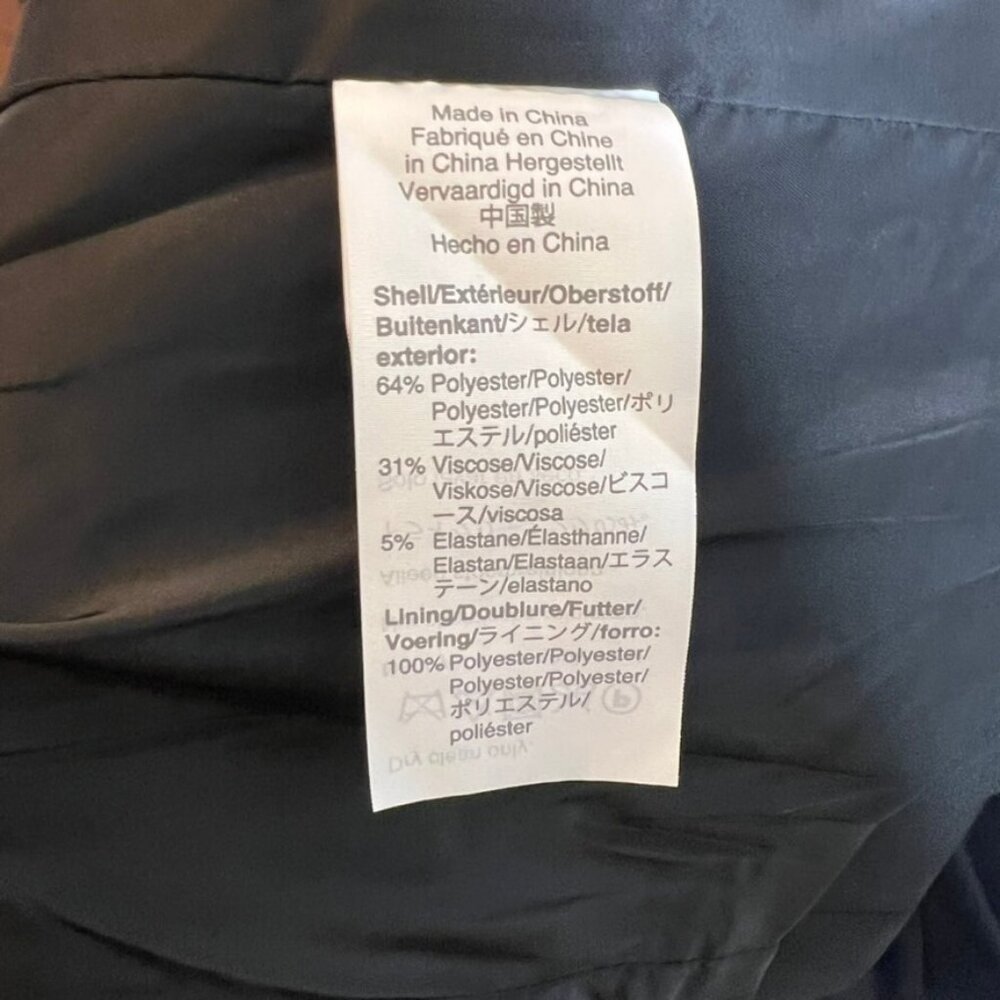 Made in China
Fabriqué en Chine
in China Hergestellt
Vervaardigd in China
中国製
Hecho en China
Shell/Extérieur/Oberstoff/
Buitenkant/シェル/tela
exterior:
64% Polyester/Polyester/
Polyester/Polyester/ポリ
エステル/poliéster
31% Viscose/Viscose/
Viskose/Viscose/ビスコ
ース/viscosa
5% Elastane/Élasthanne/
Elastan/Elastaan/エラス
テーン/elastano
Lining/Doublure/Futter/
Voering/ライニング/forro:
100% Polyester/Polyester/
Polyester/Polyester/
ポリエステル/
poliéster
Dry clean only.